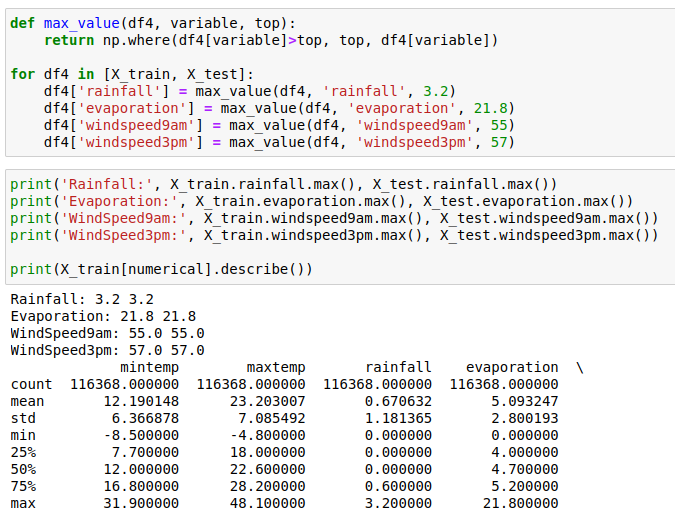 def max_value(df4, variable, top):
    return np.where(df4[variable]>top, top, df4[variable])
for df4 in [X_train, X_test]:
    df4['rainfall'] = max_value(df4, 'rainfall', 3.2)
    df4['evaporation'] = max_value(df4, 'evaporation', 21.8)
    df4['windspeed9am'] = max_value(df4, 'windspeed9am', 55)
    df4['windspeed3pm'] = max_value(df4, 'windspeed3pm', 57)
print('Rainfall:', X_train.rainfall.max(), X_test.rainfall.max())
print('Evaporation:', X_train.evaporation.max(), X_test.evaporation.max())
print('WindSpeed9am:', X_train.windspeed9am.max(), X_test.windspeed9am.max())
print('WindSpeed3pm:', X_train.windspeed3pm.max(), X_test.windspeed3pm.max())
print(X_train[numerical].describe())
Rainfall: 3.2 3.2
Evaporation: 21.8 21.8
WindSpeed9am: 55.0 55.0
WindSpeed3pm: 57.0 57.0
             mintemp        maxtemp       rainfall    evaporation  \
count  116368.000000  116368.000000  116368.000000  116368.000000
mean       12.190148      23.203007       0.670632       5.093247
std         6.366878       7.085492       1.181365       2.800193
min        -8.500000      -4.800000       0.000000       0.000000
25%         7.700000      18.000000       0.000000       4.000000
50%        12.000000      22.600000       0.000000       4.700000
75%        16.800000      28.200000       0.600000       5.200000
max        31.900000      48.100000       3.200000      21.800000